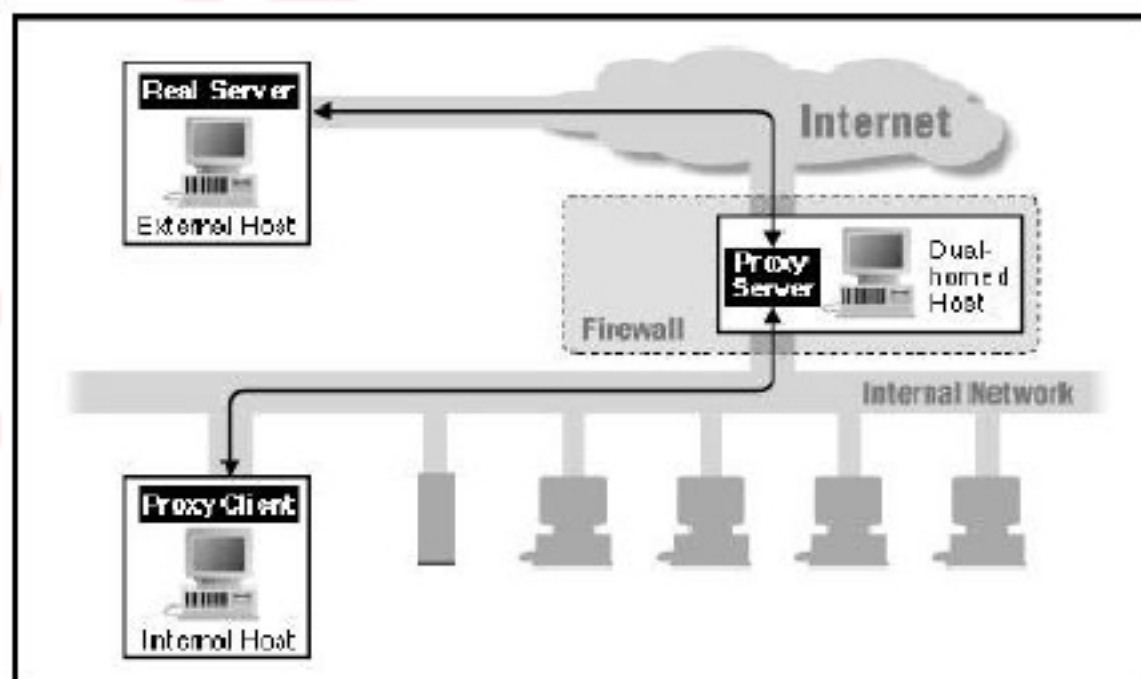 Real Server
External Host
Internet
Proxy
Server
Dual-
homed
Host
Firewall
Internal Network
Proxy Client
Internal Host